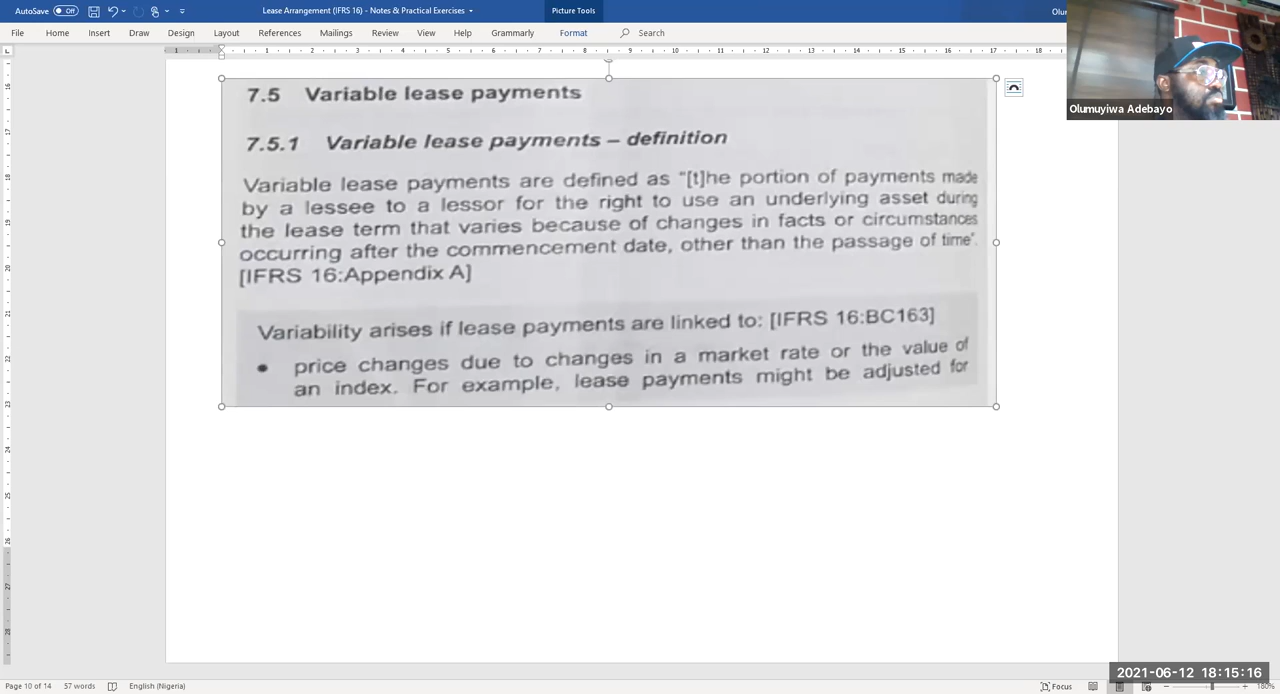 AutoSave Off
Lease Arrangement (IFRS 16) - Notes & Practical Exercises
Picture Tools
File Home Insert Draw Design Layout References Mailings Review View Help Grammarly Format Search
7.5 Variable lease payments
7.5.1 Variable lease payments – definition
Variable lease payments are defined as "[t]he portion of payments made
by a lessee to a lessor for the right to use an underlying asset during
the lease term that varies because of changes in facts or circumstances
occurring after the commencement date, other than the passage of time'.
[IFRS 16:Appendix A]
Variability arises if lease payments are linked to: [IFRS 16:BC163]
• price changes due to changes in a market rate or the value of
an index. For example, lease payments might be adjusted for
Olumuyiwa Adebayo
2021-06-12 18:15:16
Page 10 of 14 57 words English (Nigeria) Focus 180%